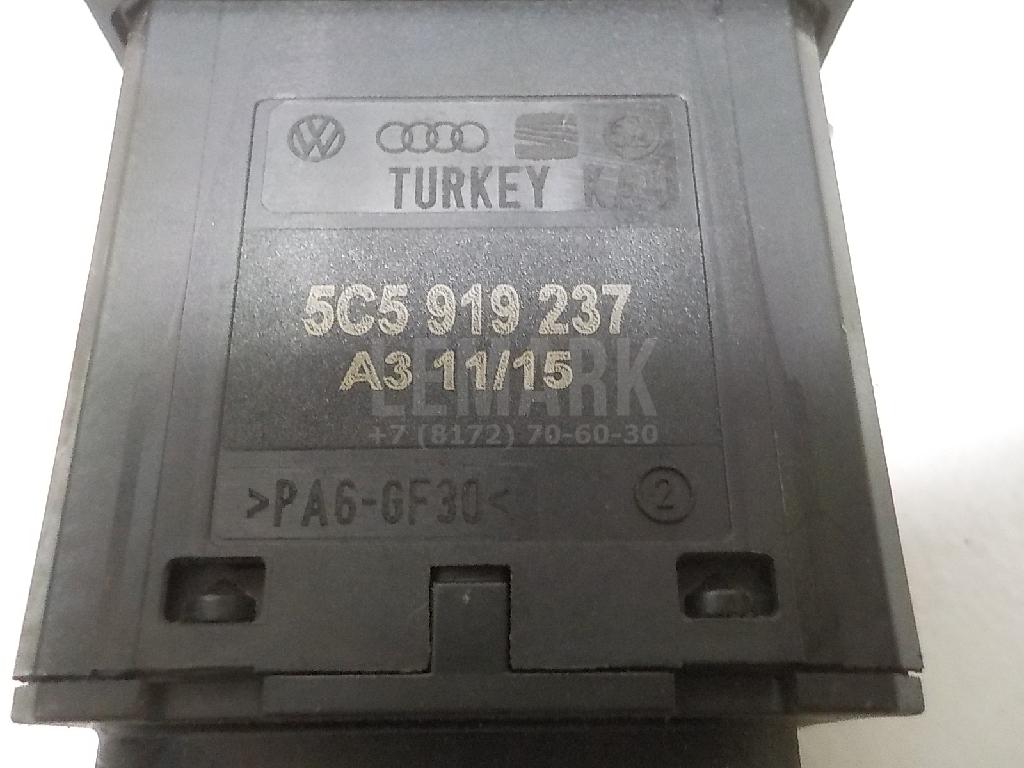 TURKEY
5C5 919 237
A3 11/15
LEMARK
+7 (8172) 70-60-30
>PA6-GF30<
2